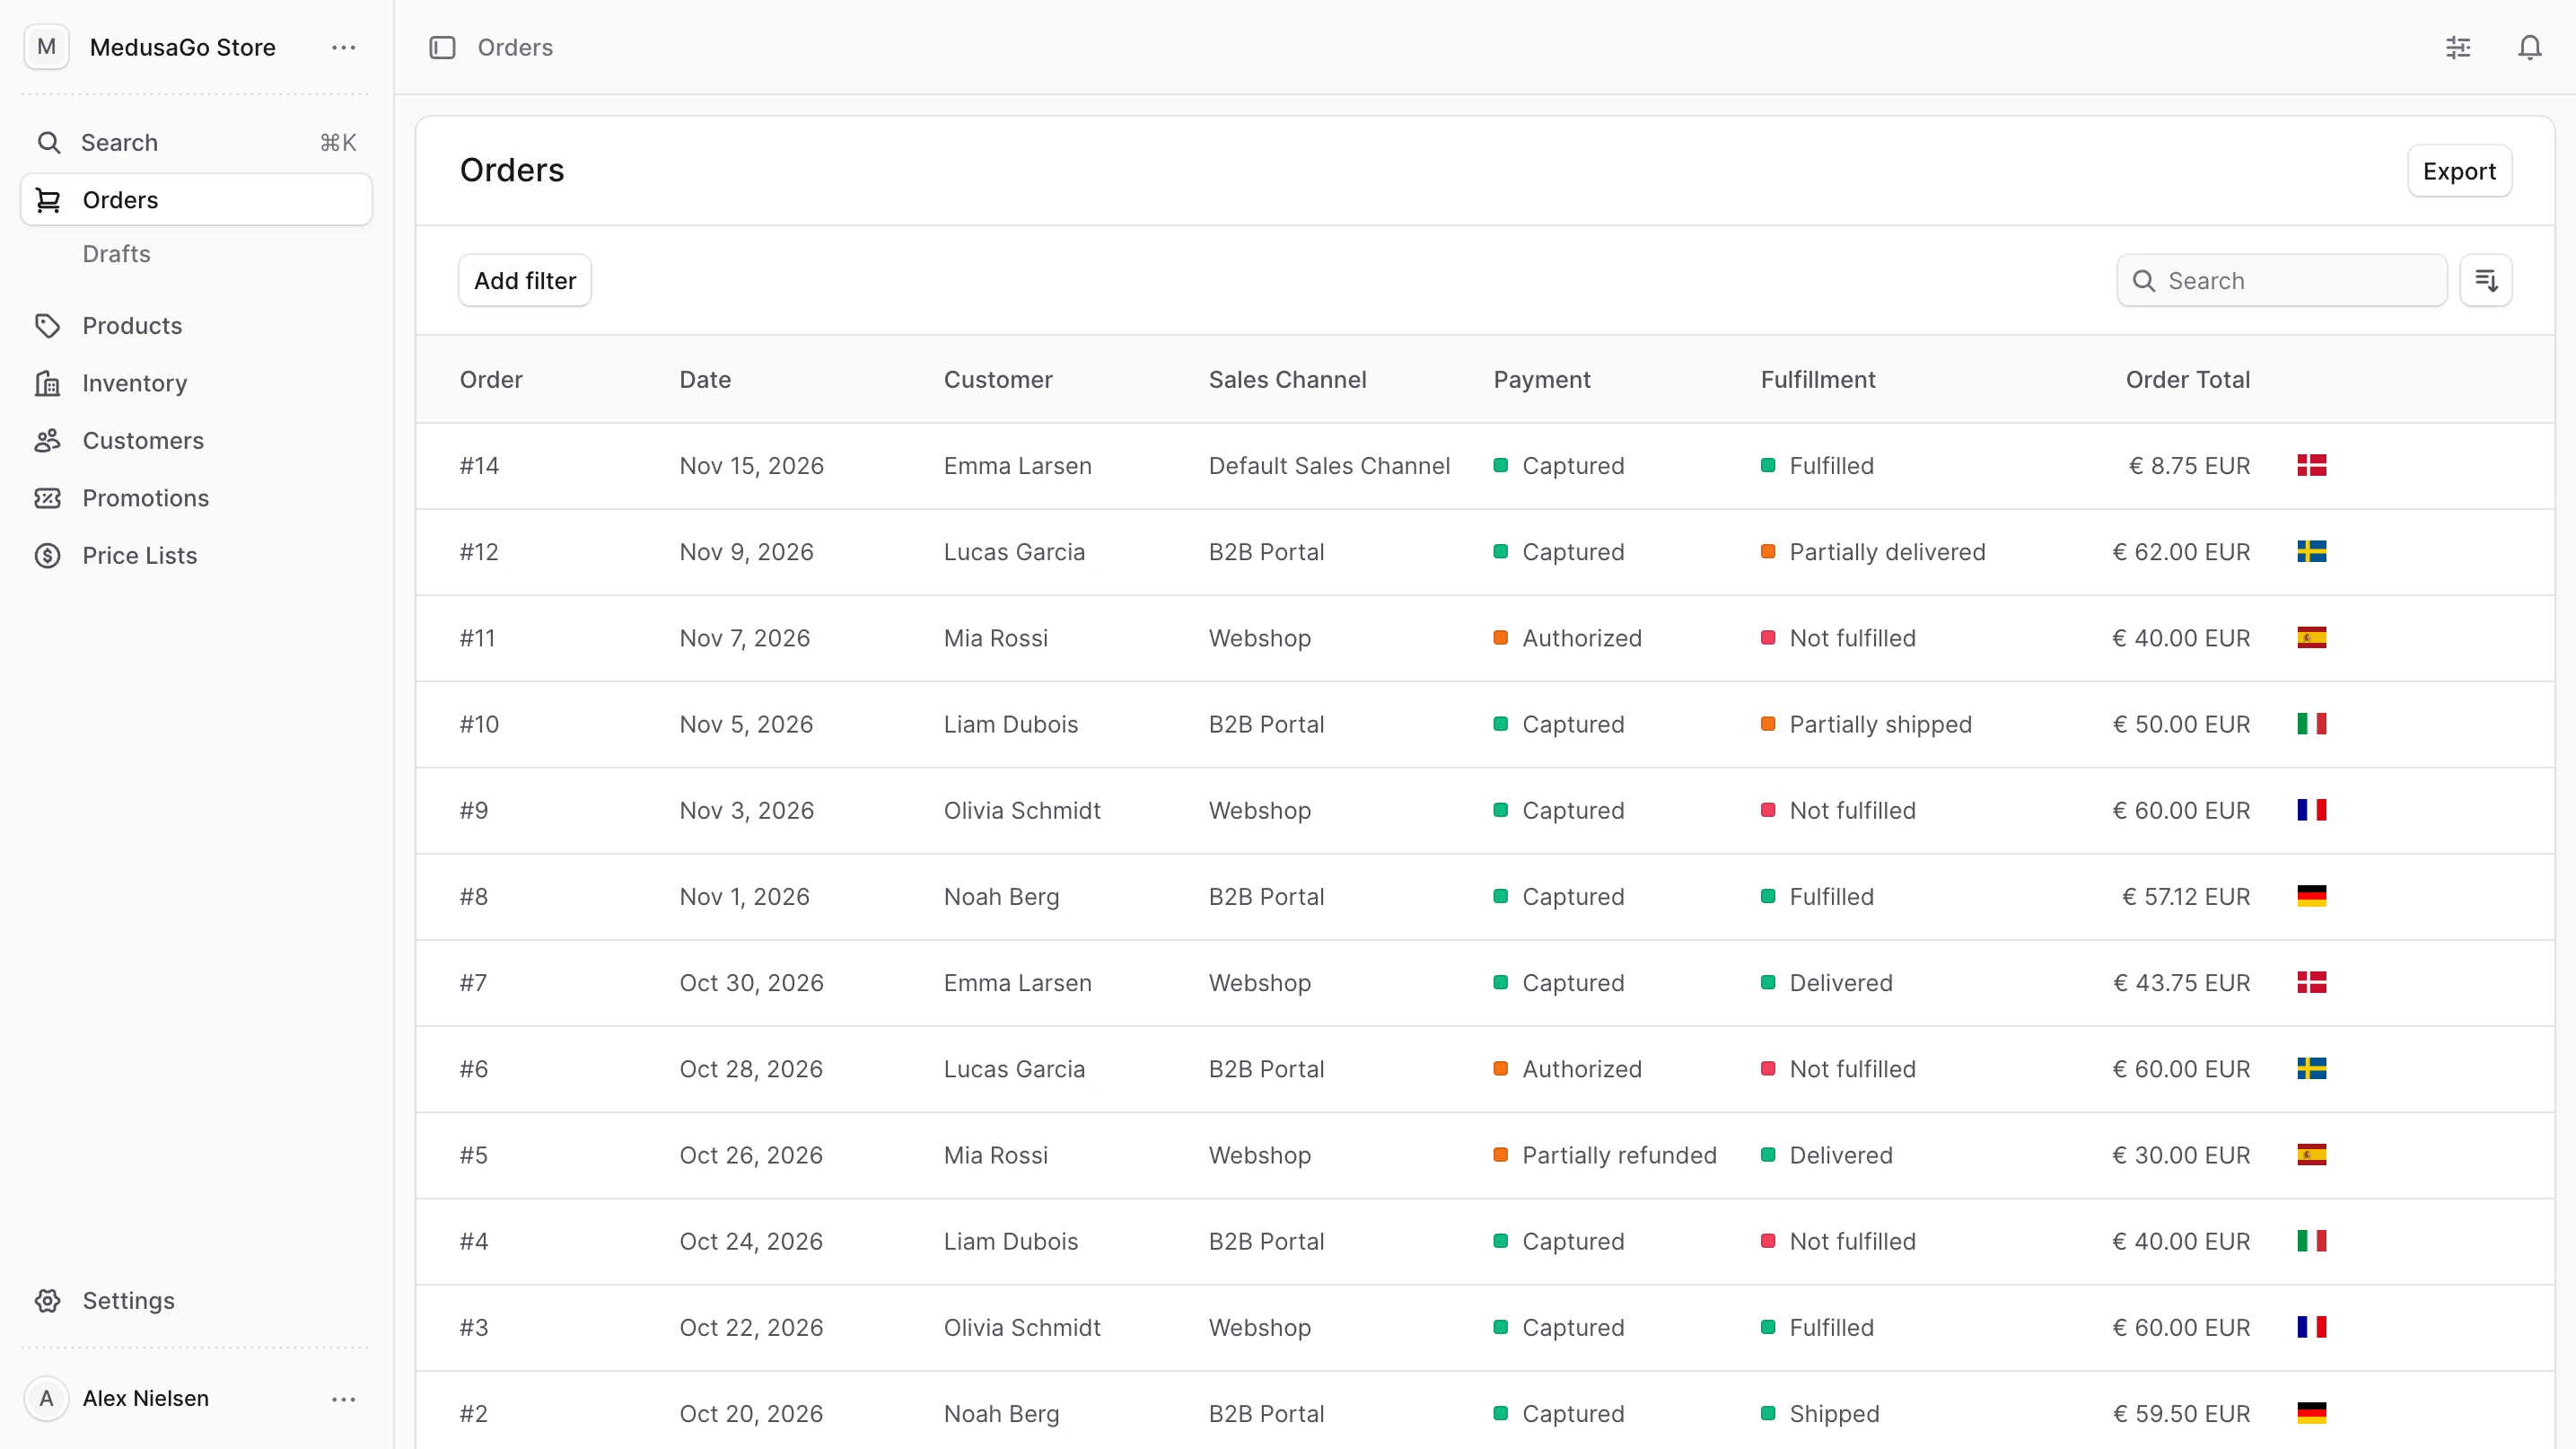 M MedusaGo Store
Orders
Search ⌘K
Orders
Drafts
Products
Inventory
Customers
Promotions
Price Lists
Settings
A Alex Nielsen
Orders
Export
Add filter
Search
Order Date Customer Sales Channel Payment Fulfillment Order Total
#14 Nov 15, 2026 Emma Larsen Default Sales Channel Captured Fulfilled € 8.75 EUR
#12 Nov 9, 2026 Lucas Garcia B2B Portal Captured Partially delivered € 62.00 EUR
#11 Nov 7, 2026 Mia Rossi Webshop Authorized Not fulfilled € 40.00 EUR
#10 Nov 5, 2026 Liam Dubois B2B Portal Captured Partially shipped € 50.00 EUR
#9 Nov 3, 2026 Olivia Schmidt Webshop Captured Not fulfilled € 60.00 EUR
#8 Nov 1, 2026 Noah Berg B2B Portal Captured Fulfilled € 57.12 EUR
#7 Oct 30, 2026 Emma Larsen Webshop Captured Delivered € 43.75 EUR
#6 Oct 28, 2026 Lucas Garcia B2B Portal Authorized Not fulfilled € 60.00 EUR
#5 Oct 26, 2026 Mia Rossi Webshop Partially refunded Delivered € 30.00 EUR
#4 Oct 24, 2026 Liam Dubois B2B Portal Captured Not fulfilled € 40.00 EUR
#3 Oct 22, 2026 Olivia Schmidt Webshop Captured Fulfilled € 60.00 EUR
#2 Oct 20, 2026 Noah Berg B2B Portal Captured Shipped € 59.50 EUR